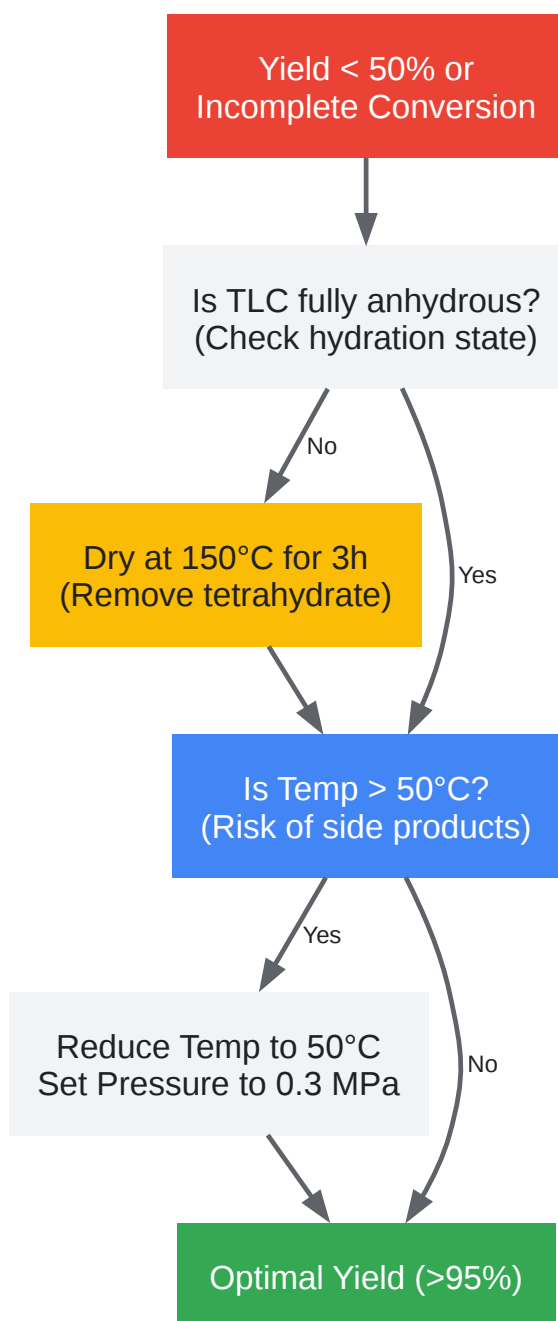 Yield < 50% or
Incomplete Conversion
Is TLC fully anhydrous?
(Check hydration state)
No
Dry at 150°C for 3h
(Remove tetrahydrate)
Yes
Is Temp > 50°C?
(Risk of side products)
Yes
Reduce Temp to 50°C
Set Pressure to 0.3 MPa
No
Optimal Yield (>95%)